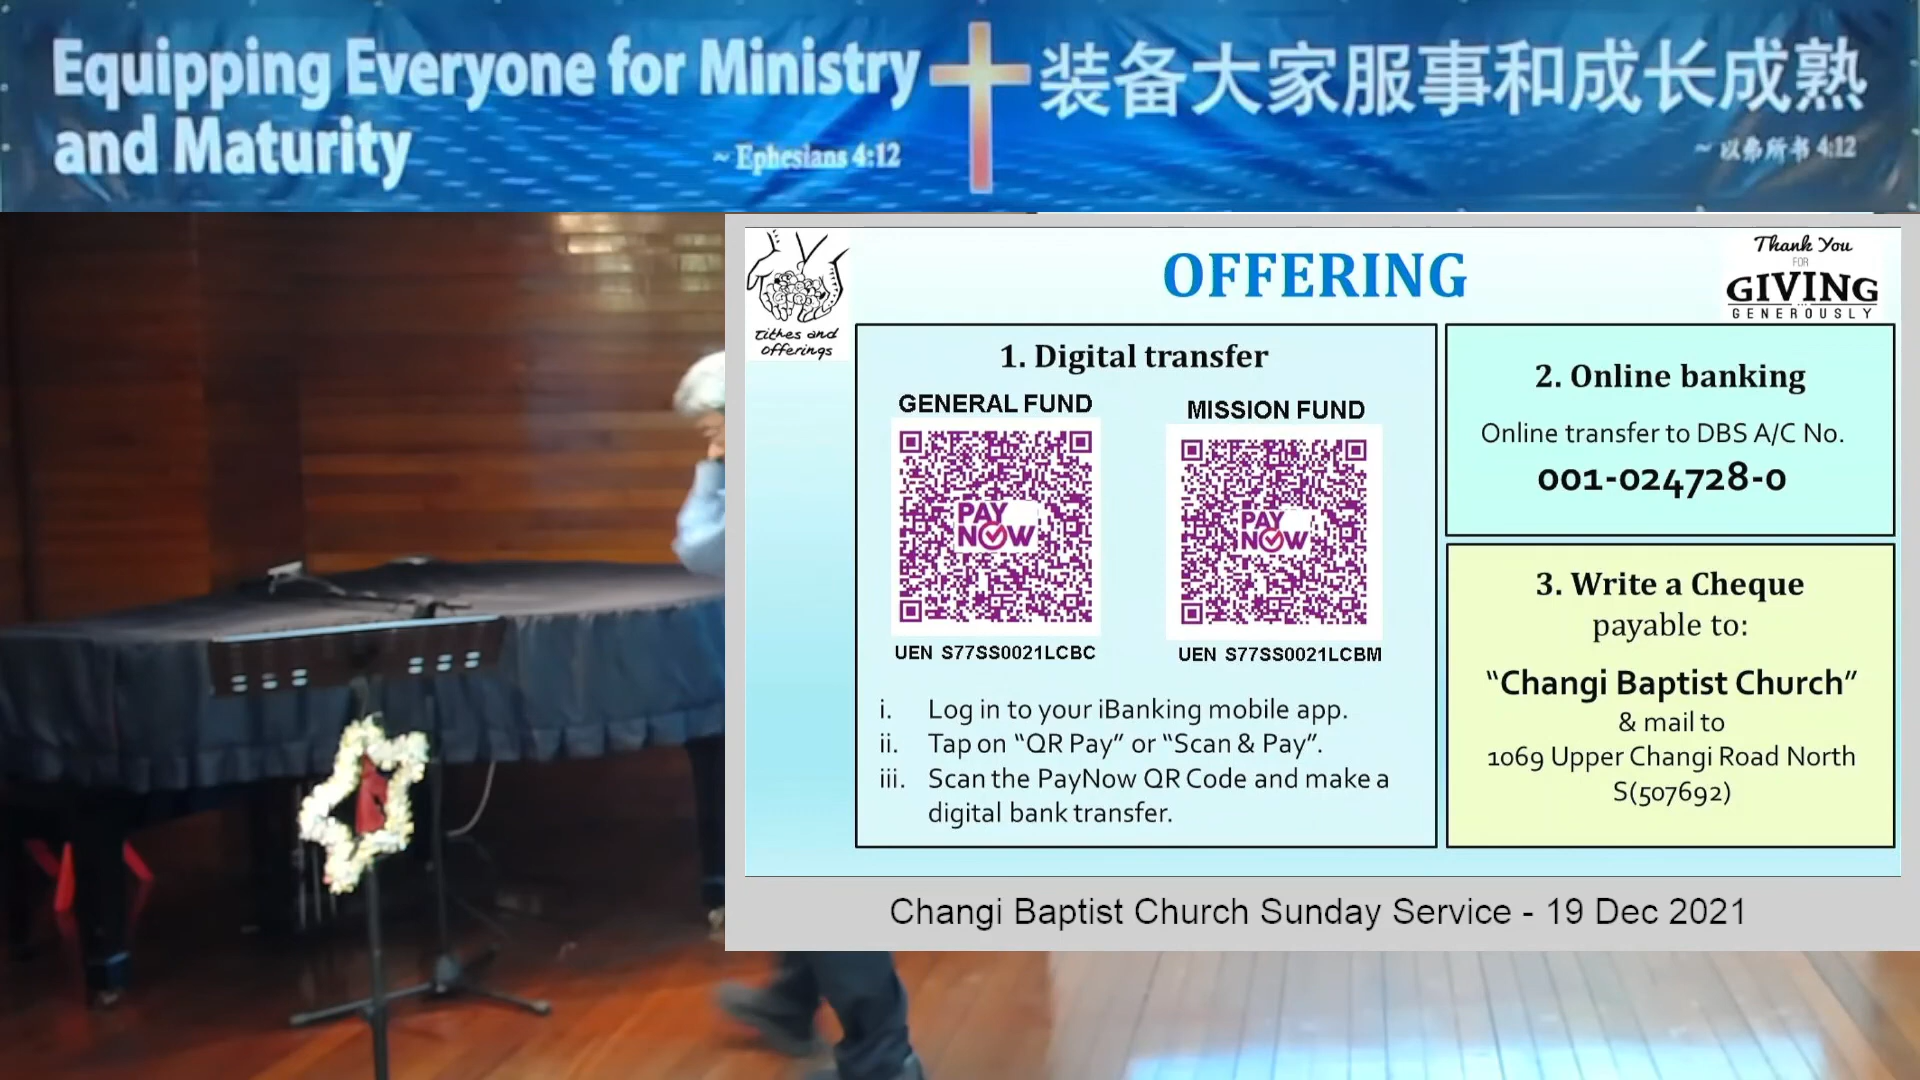 Equipping Everyone for Ministry
and Maturity
~ Ephesians 4:12
装备大家服事和成长成熟
~ 以弗所书 4:12
tithes and
offerings
OFFERING
Thank You
FOR
GIVING
GENEROUSLY
1. Digital transfer
GENERAL FUND
MISSION FUND
PAY
NOW
PAY
NOW
UEN S77SS0021LCBC
UEN S77SS0021LCBM
i. Log in to your iBanking mobile app.
ii. Tap on “QR Pay” or “Scan & Pay”.
iii. Scan the PayNow QR Code and make a
digital bank transfer.
2. Online banking
Online transfer to DBS A/C No.
001-024728-0
3. Write a Cheque
payable to:
“Changi Baptist Church”
& mail to
1069 Upper Changi Road North
S(507692)
Changi Baptist Church Sunday Service - 19 Dec 2021